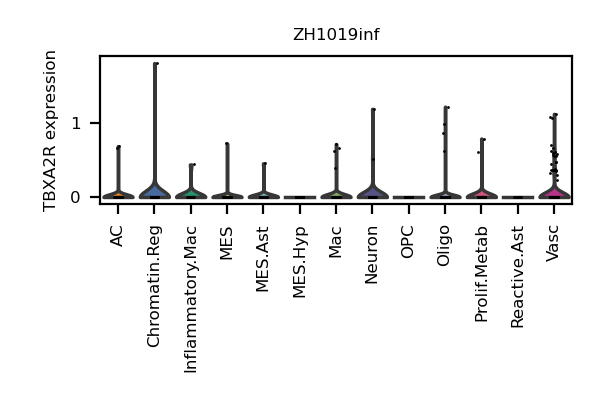 ZH1019inf
TBXA2R expression
1
0
AC
Chromatin.Reg
Inflammatory.Mac
MES
MES.Ast
MES.Hyp
Mac
Neuron
OPC
Oligo
Prolif.Metab
Reactive.Ast
Vasc